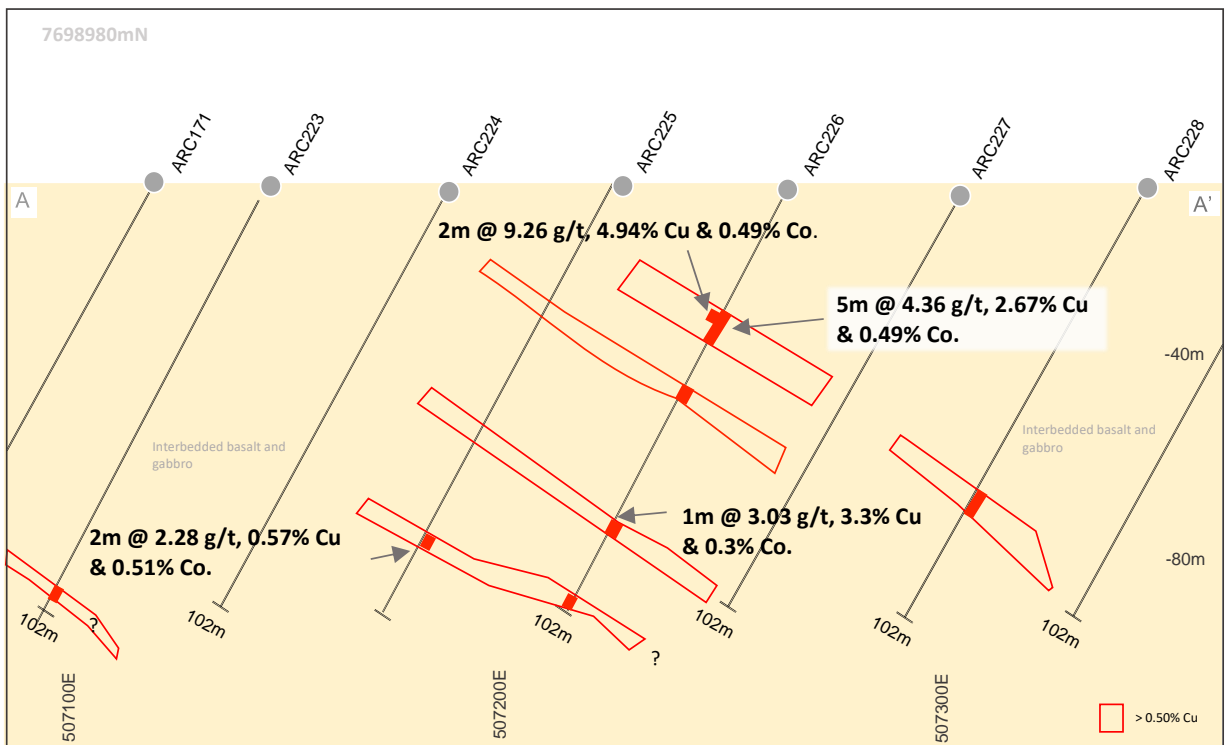 7698980mN
ARC171
ARC223
ARC224
ARC225
ARC226
ARC227
ARC228
A
A'
2m @ 9.26 g/t, 4.94% Cu & 0.49% Co.
5m @ 4.36 g/t, 2.67% Cu
& 0.49% Co.
-40m
Interbedded basalt and
gabbro
Interbedded basalt and
gabbro
2m @ 2.28 g/t, 0.57% Cu
& 0.51% Co.
1m @ 3.03 g/t, 3.3% Cu
& 0.3% Co.
-80m
102m
?
102m
102m
?
102m
102m
102m
507100E
507200E
507300E
> 0.50% Cu